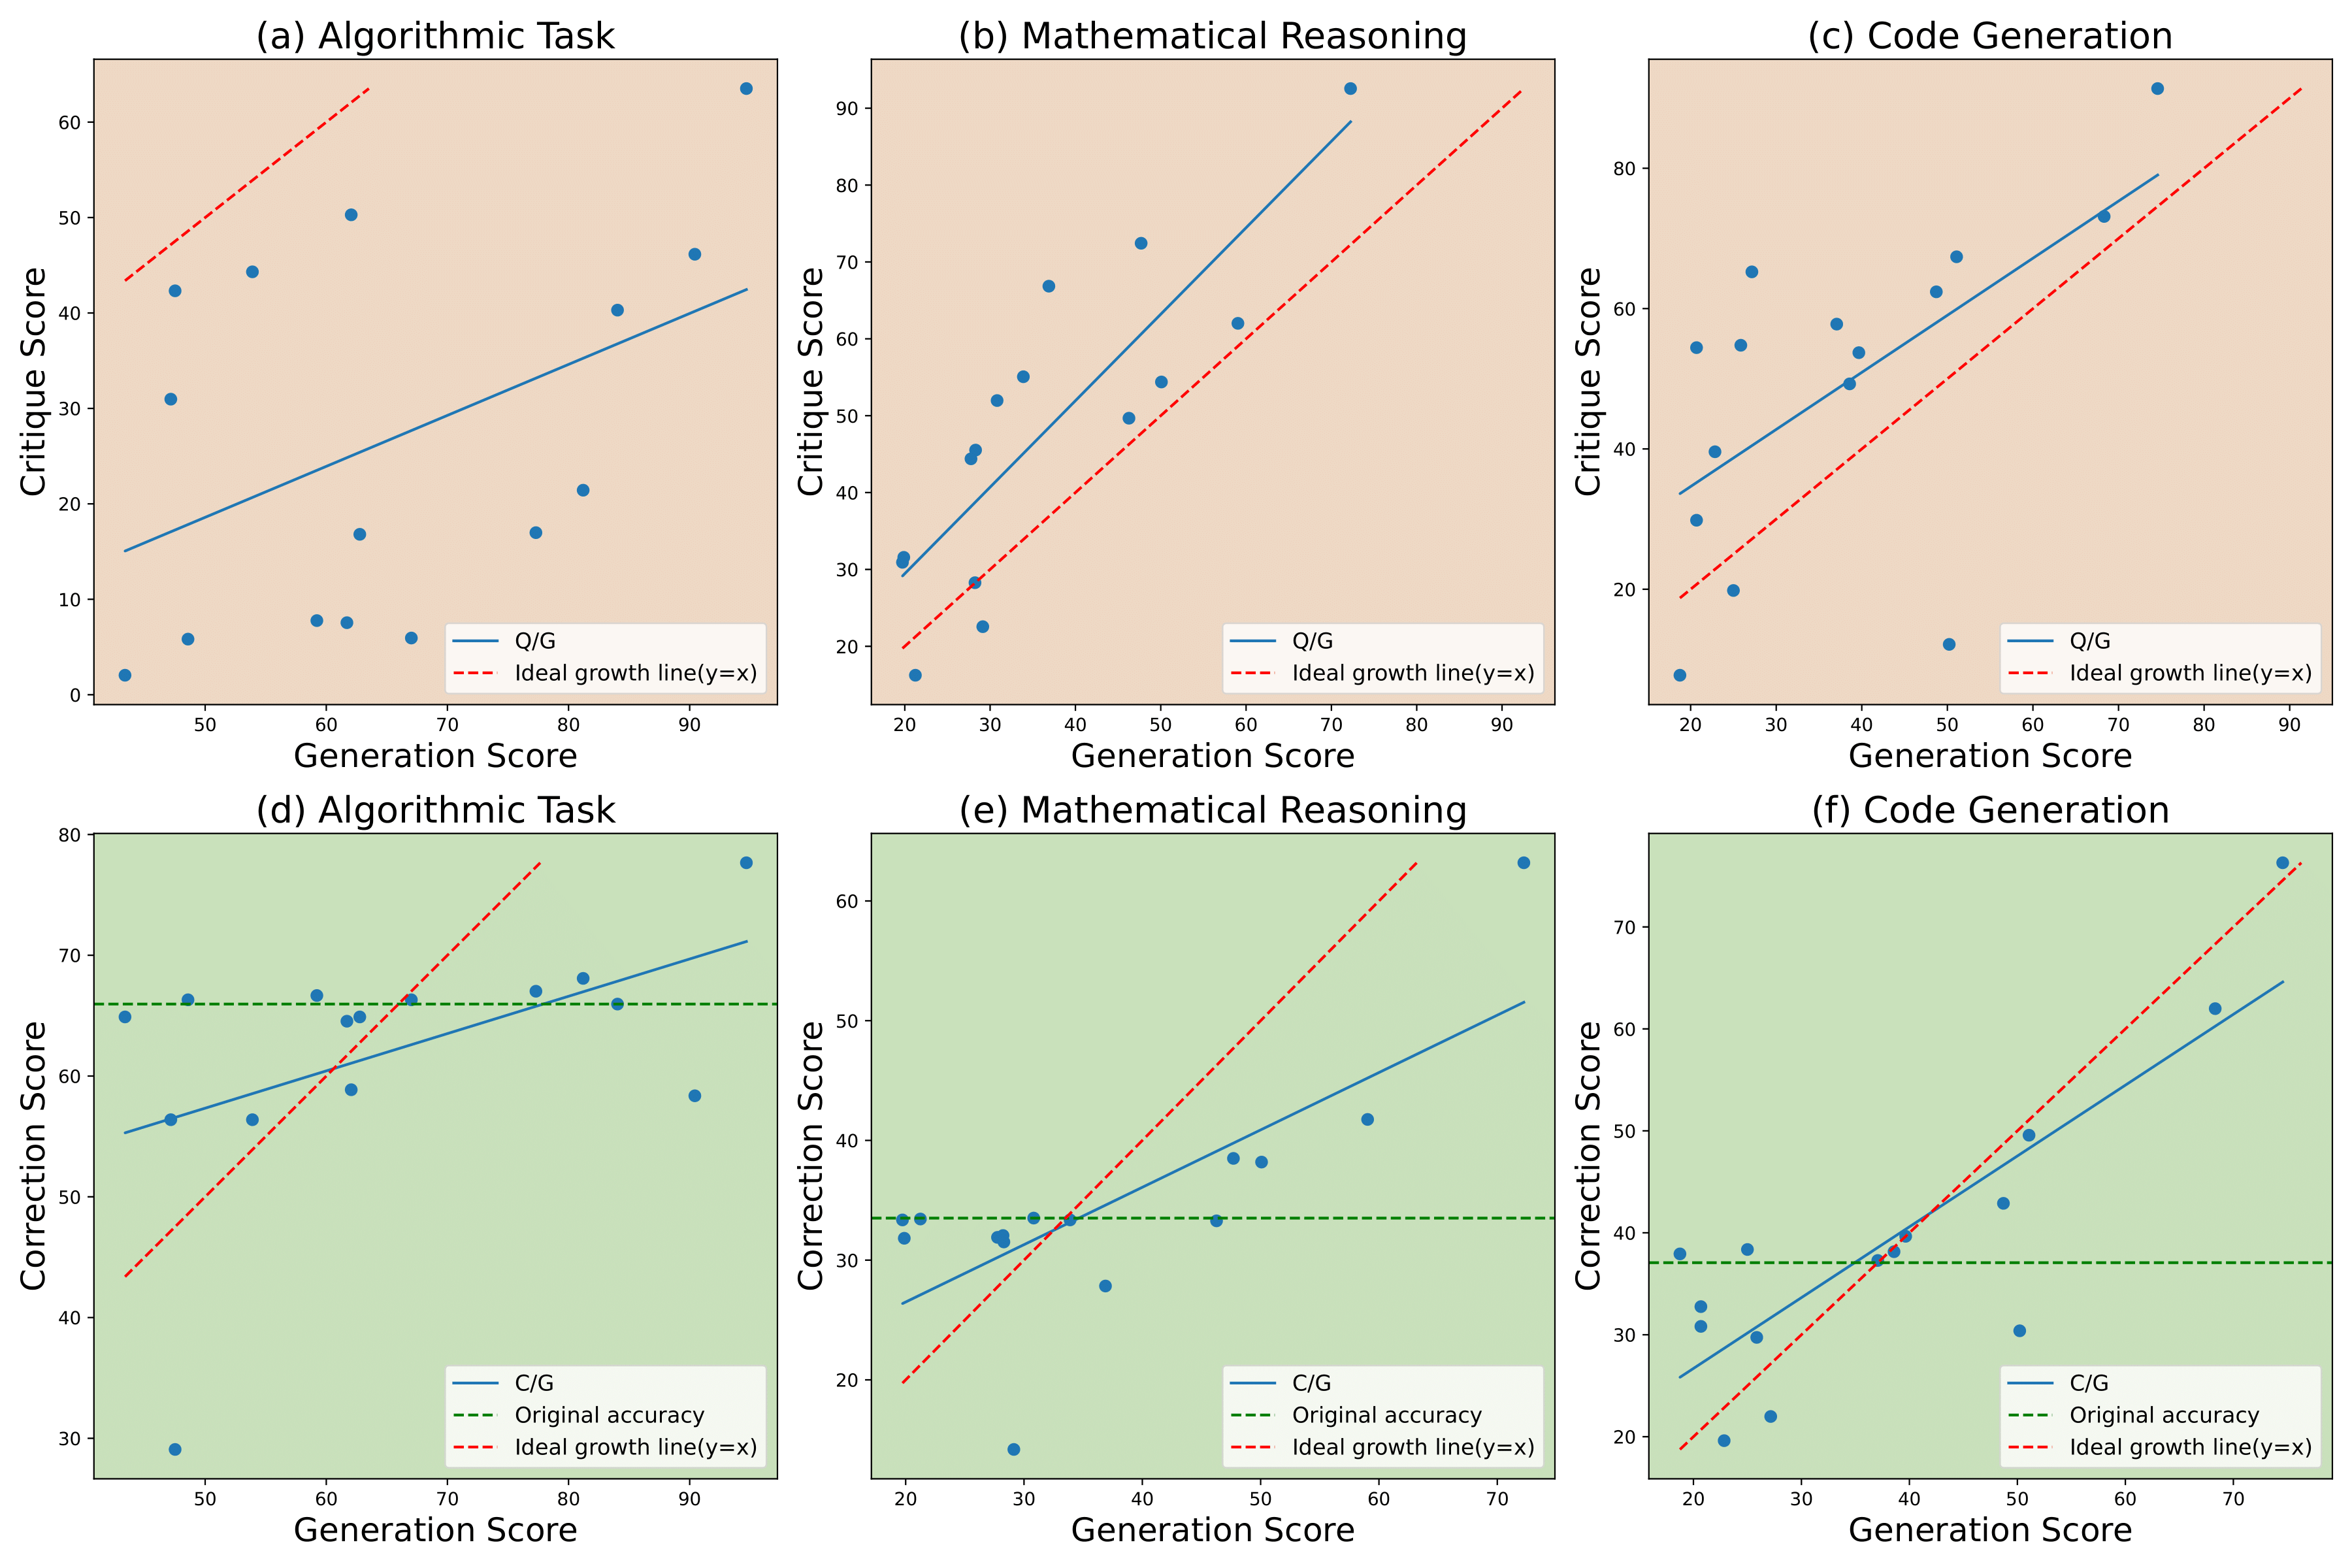 (a) Algorithmic Task
Critique Score
60
50
40
30
20
10
0
50 60 70 80 90
Generation Score
Q/G
Ideal growth line(y=x)
(b) Mathematical Reasoning
Critique Score
90
80
70
60
50
40
30
20
20 30 40 50 60 70 80 90
Generation Score
Q/G
Ideal growth line(y=x)
(c) Code Generation
Critique Score
80
60
40
20
20 30 40 50 60 70 80 90
Generation Score
Q/G
Ideal growth line(y=x)
(d) Algorithmic Task
Correction Score
80
70
60
50
40
30
50 60 70 80 90
Generation Score
C/G
Original accuracy
Ideal growth line(y=x)
(e) Mathematical Reasoning
Correction Score
60
50
40
30
20
20 30 40 50 60 70
Generation Score
C/G
Original accuracy
Ideal growth line(y=x)
(f) Code Generation
Correction Score
70
60
50
40
30
20
20 30 40 50 60 70
Generation Score
C/G
Original accuracy
Ideal growth line(y=x)